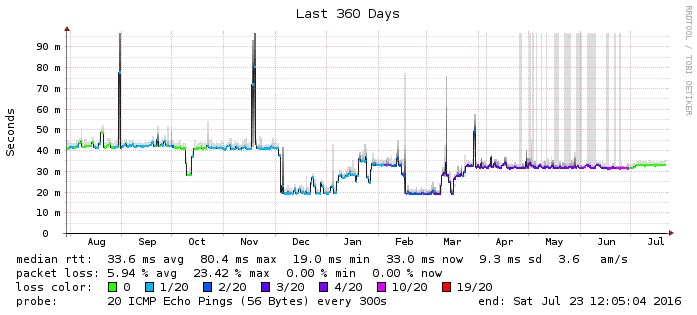 Last 360 Days
RRDTOOL / TOBI OETIKER
Seconds
90 m
80 m
70 m
60 m
50 m
40 m
30 m
20 m
10 m
0
Aug Sep Oct Nov Dec Jan Feb Mar Apr May Jun Jul
median rtt: 33.6 ms avg 80.4 ms max 19.0 ms min 33.0 ms now 9.3 ms sd 3.6 am/s
packet loss: 5.94 % avg 23.42 % max 0.00 % min 0.00 % now
loss color: 0 1/20 2/20 3/20 4/20 10/20 19/20
probe: 20 ICMP Echo Pings (56 Bytes) every 300s end: Sat Jul 23 12:05:04 2016